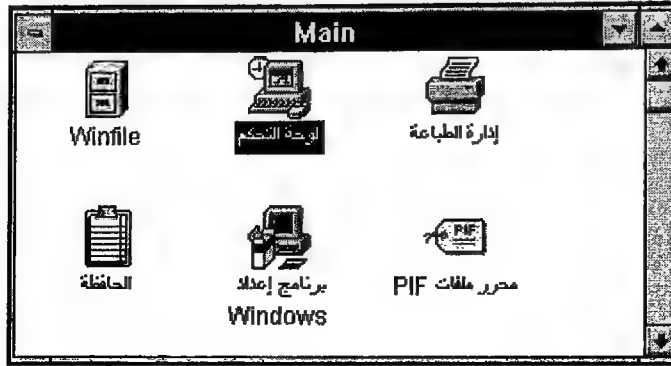 Main
Winfile
لوحة التحكم
إدارة الطباعة
الحافظة
برنامج إعداد
Windows
محرر ملفات PIF
PIF